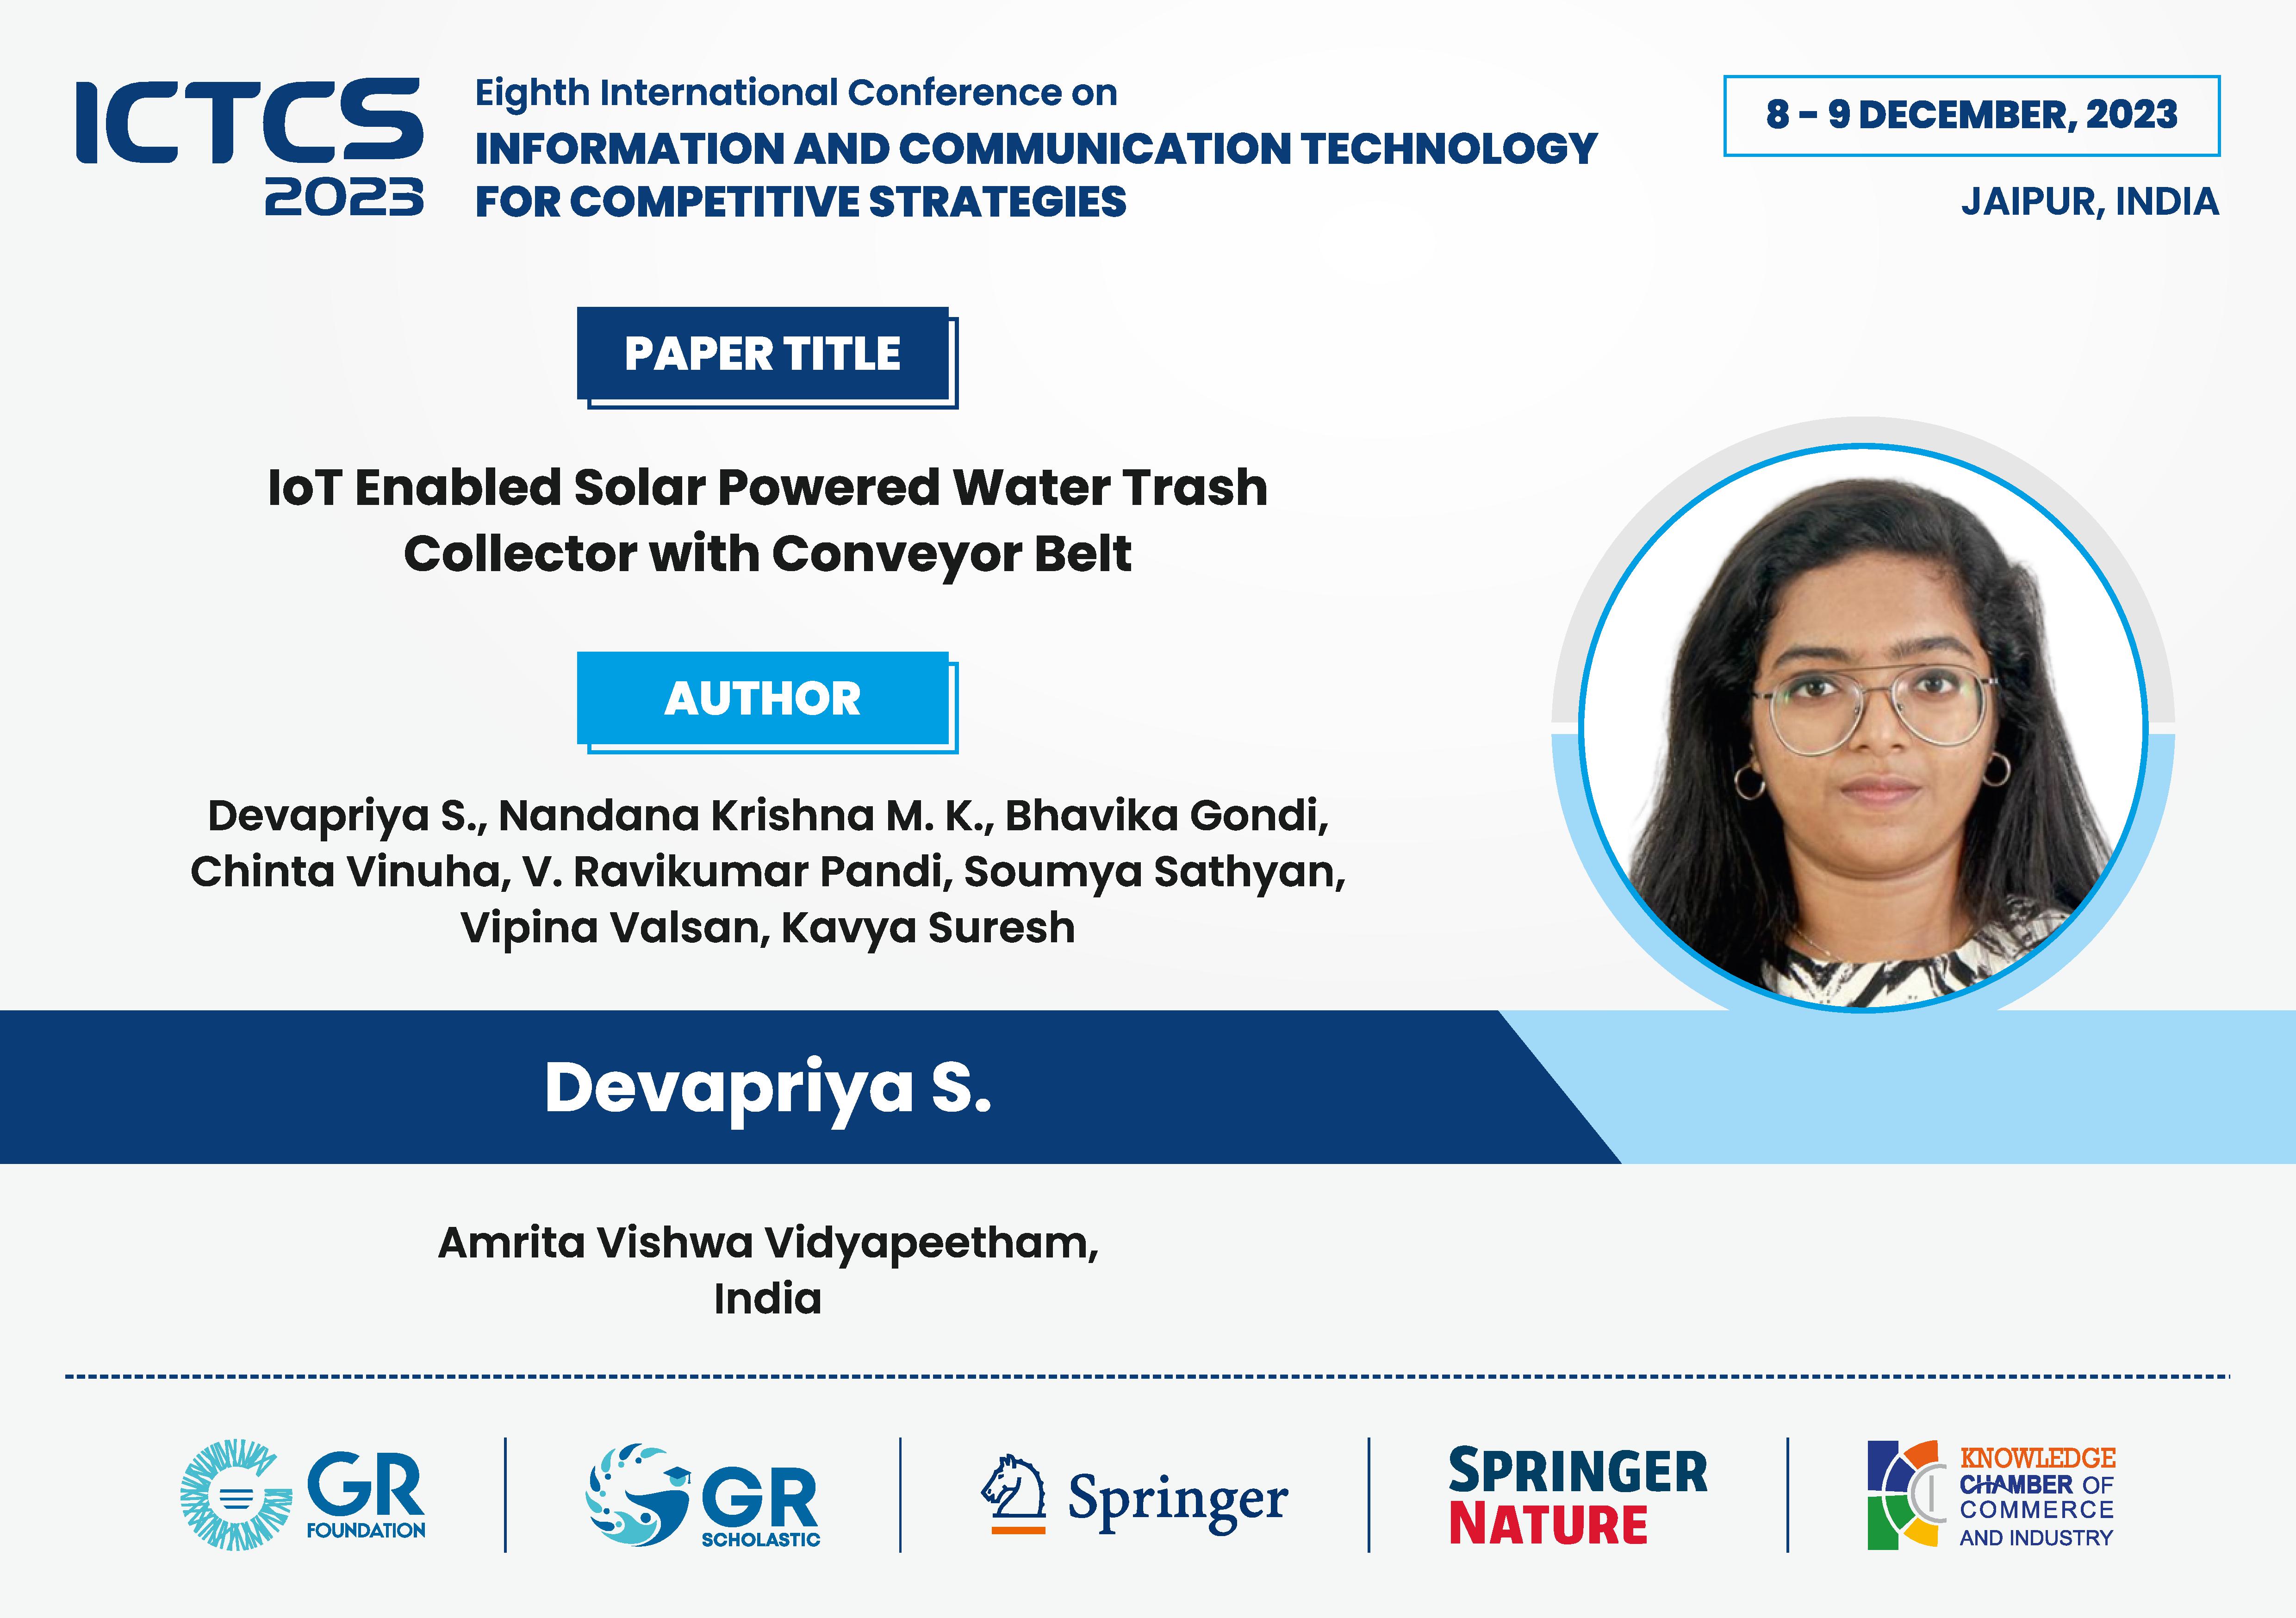 ICTCS
2023
Eighth International Conference on
INFORMATION AND COMMUNICATION TECHNOLOGY
FOR COMPETITIVE STRATEGIES
8 – 9 DECEMBER, 2023
JAIPUR, INDIA
PAPER TITLE
IoT Enabled Solar Powered Water Trash
Collector with Conveyor Belt
AUTHOR
Devapriya S., Nandana Krishna M. K., Bhavika Gondi,
Chinta Vinuha, V. Ravikumar Pandi, Soumya Sathyan,
Vipina Valsan, Kavya Suresh
Devapriya S.
Amrita Vishwa Vidyapeetham,
India
GR
FOUNDATION
GR
SCHOLASTIC
Springer
SPRINGER
NATURE
KNOWLEDGE
CHAMBER OF
COMMERCE
AND INDUSTRY